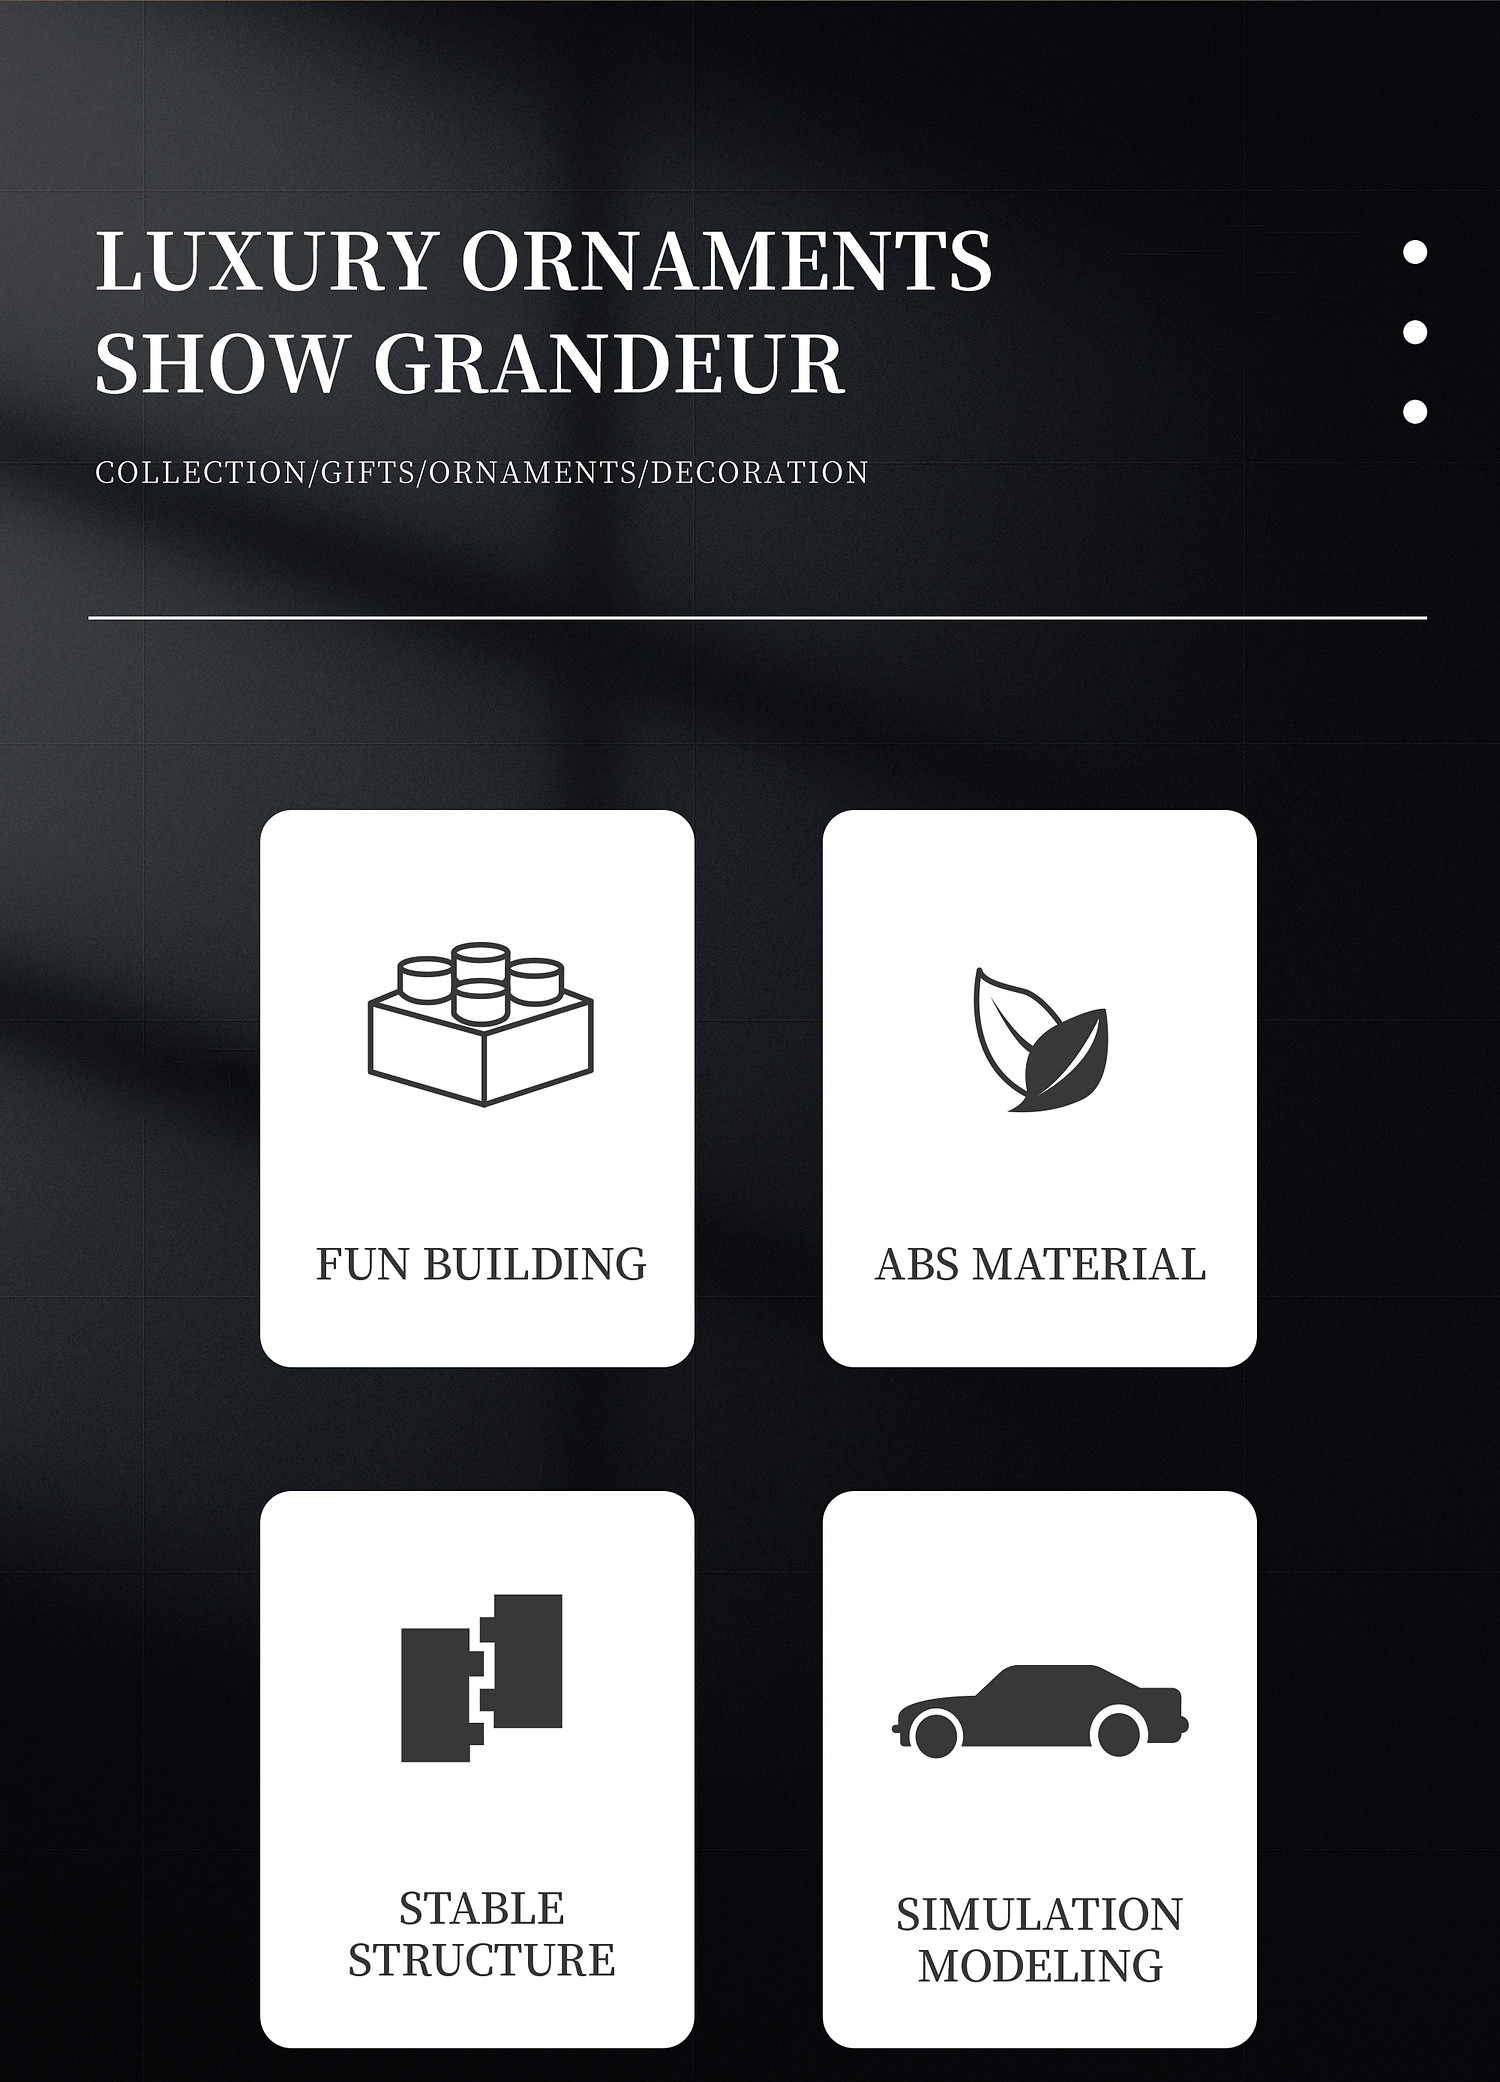 LUXURY ORNAMENTS
SHOW GRANDEUR
COLLECTION/GIFTS/ORNAMENTS/DECORATION
FUN BUILDING
ABS MATERIAL
STABLE
STRUCTURE
SIMULATION
MODELING